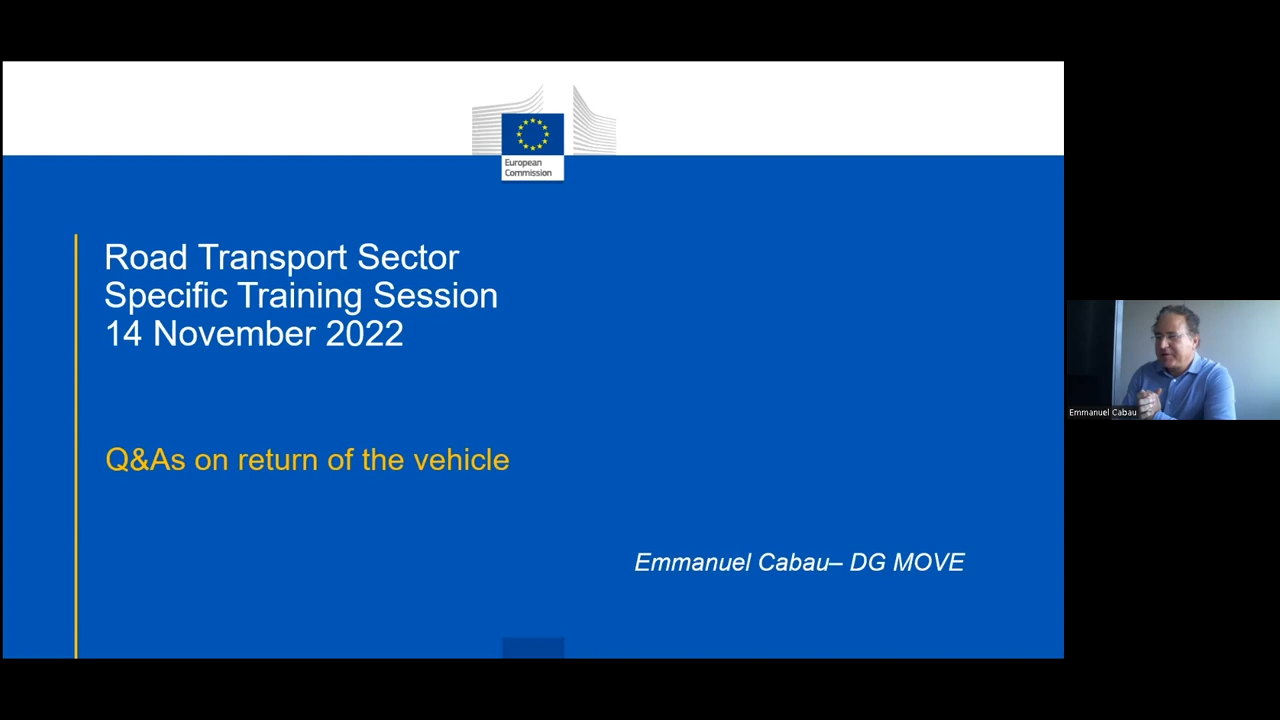 European
Commission
Road Transport Sector
Specific Training Session
14 November 2022
Q&As on return of the vehicle
Emmanuel Cabau– DG MOVE
Emmanuel Cabau